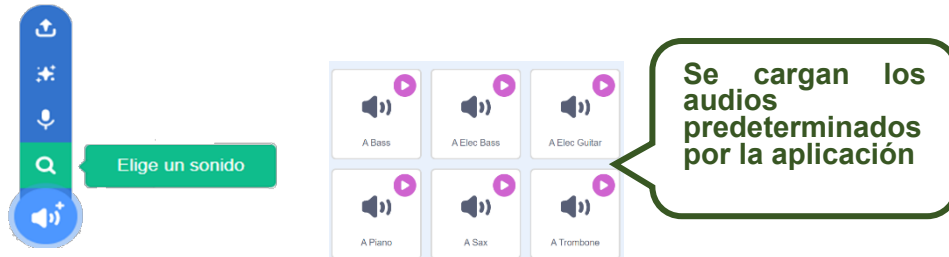 Elige un sonido
A Bass
A Elec Bass
A Elec Guitar
A Piano
A Sax
A Trombone
Se cargan los
audios
predeterminados
por la aplicación